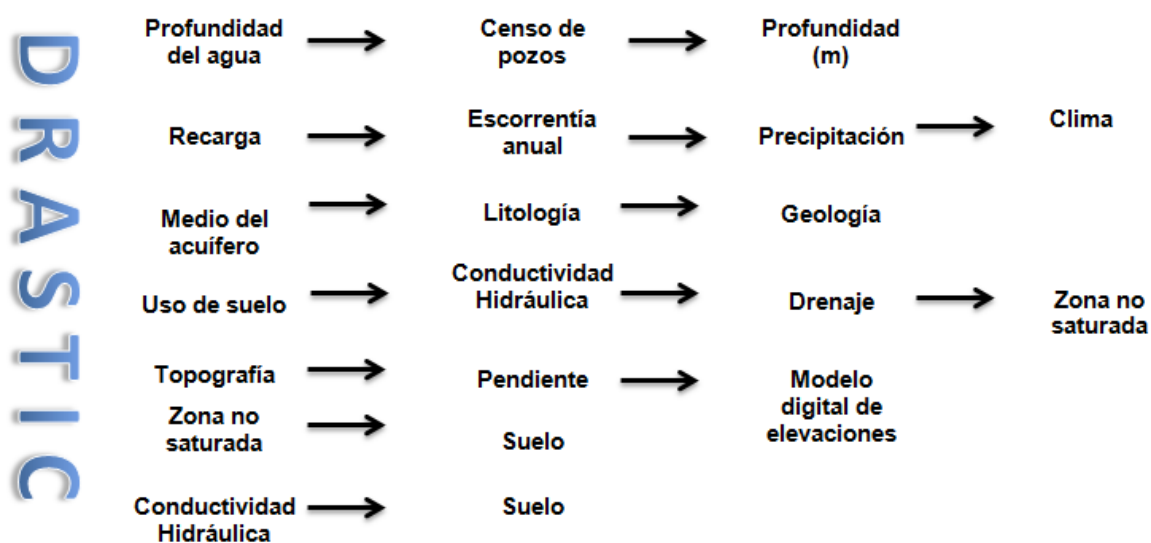 DRASTIC
Profundidad
del agua
Censo de
pozos
Profundidad
(m)
Recarga
Escorrentía
anual
Precipitación
Clima
Medio del
acuífero
Litología
Geología
Uso de suelo
Conductividad
Hidráulica
Drenaje
Zona no
saturada
Topografía
Pendiente
Modelo
digital de
elevaciones
Zona no
saturada
Suelo
Conductividad
Hidráulica
Suelo